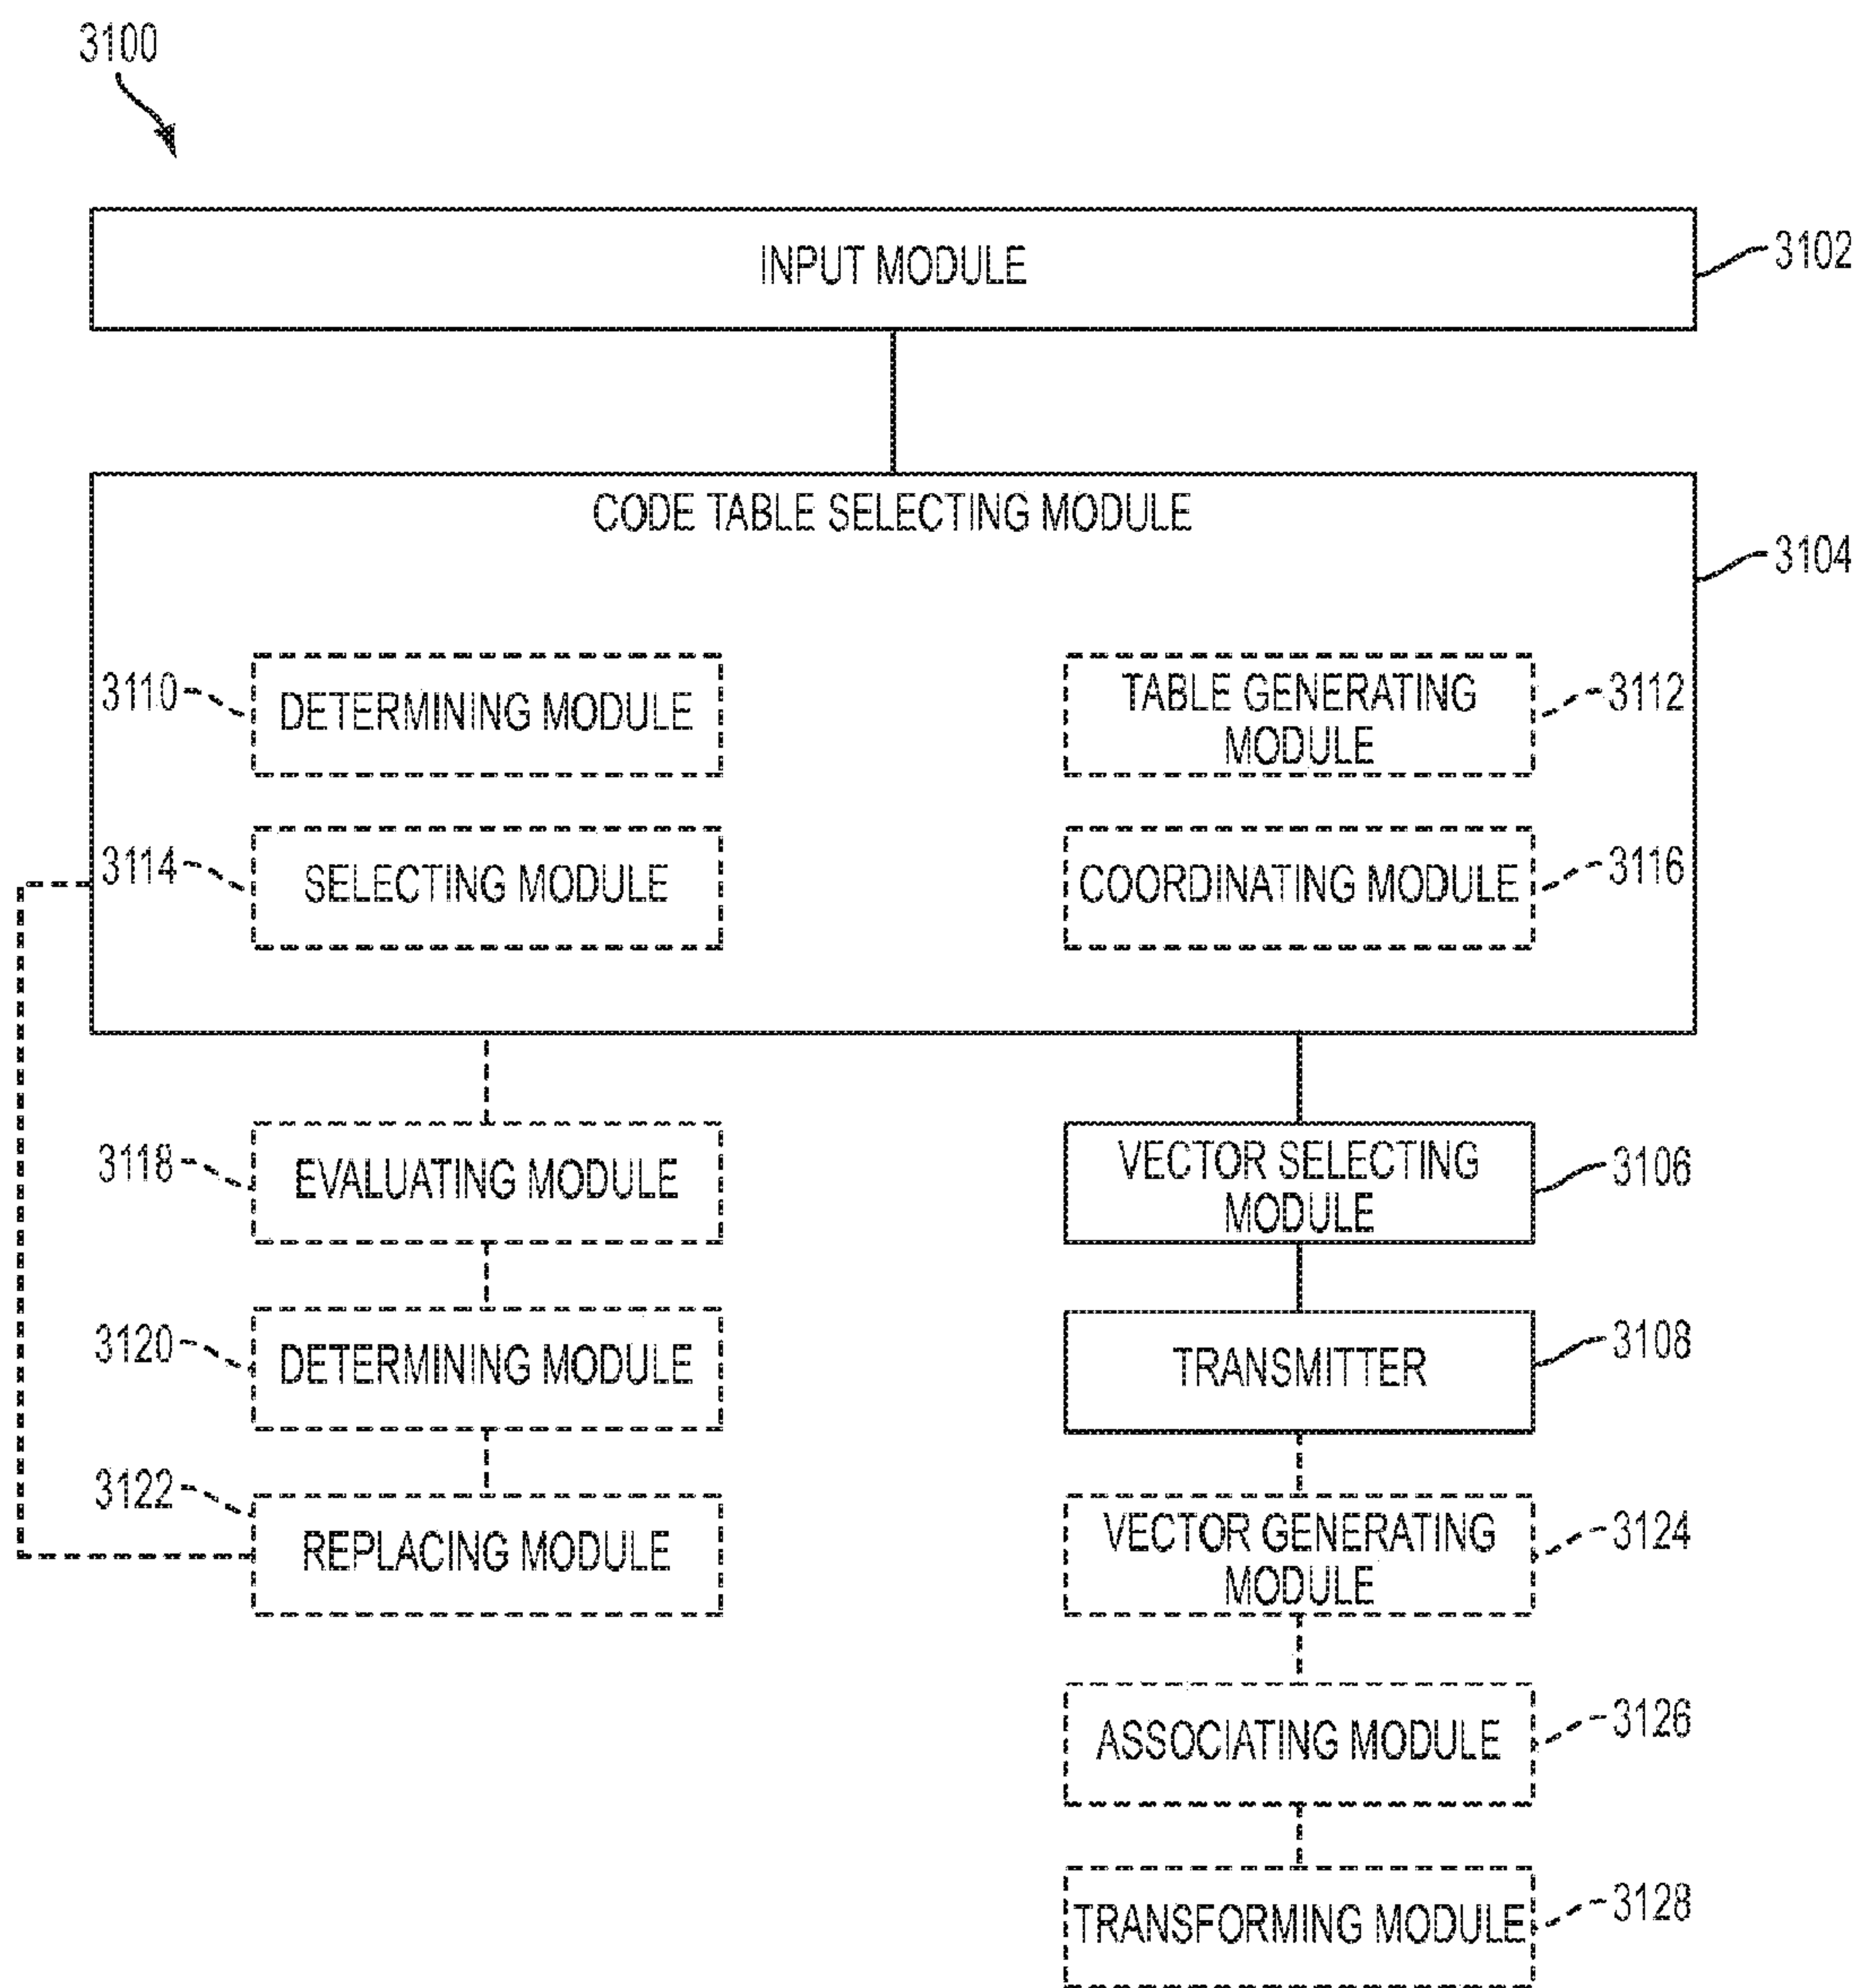 3100
INPUT MODULE
3102
CODE TABLE SELECTING MODULE
3104
3110
DETERMINING MODULE
TABLE GENERATING
MODULE
3112
3114
SELECTING MODULE
COORDINATING MODULE
3116
3118
EVALUATING MODULE
VECTOR SELECTING
MODULE
3106
3120
DETERMINING MODULE
TRANSMITTER
3108
3122
REPLACING MODULE
VECTOR GENERATING
MODULE
3124
ASSOCIATING MODULE
3126
TRANSFORMING MODULE
3128